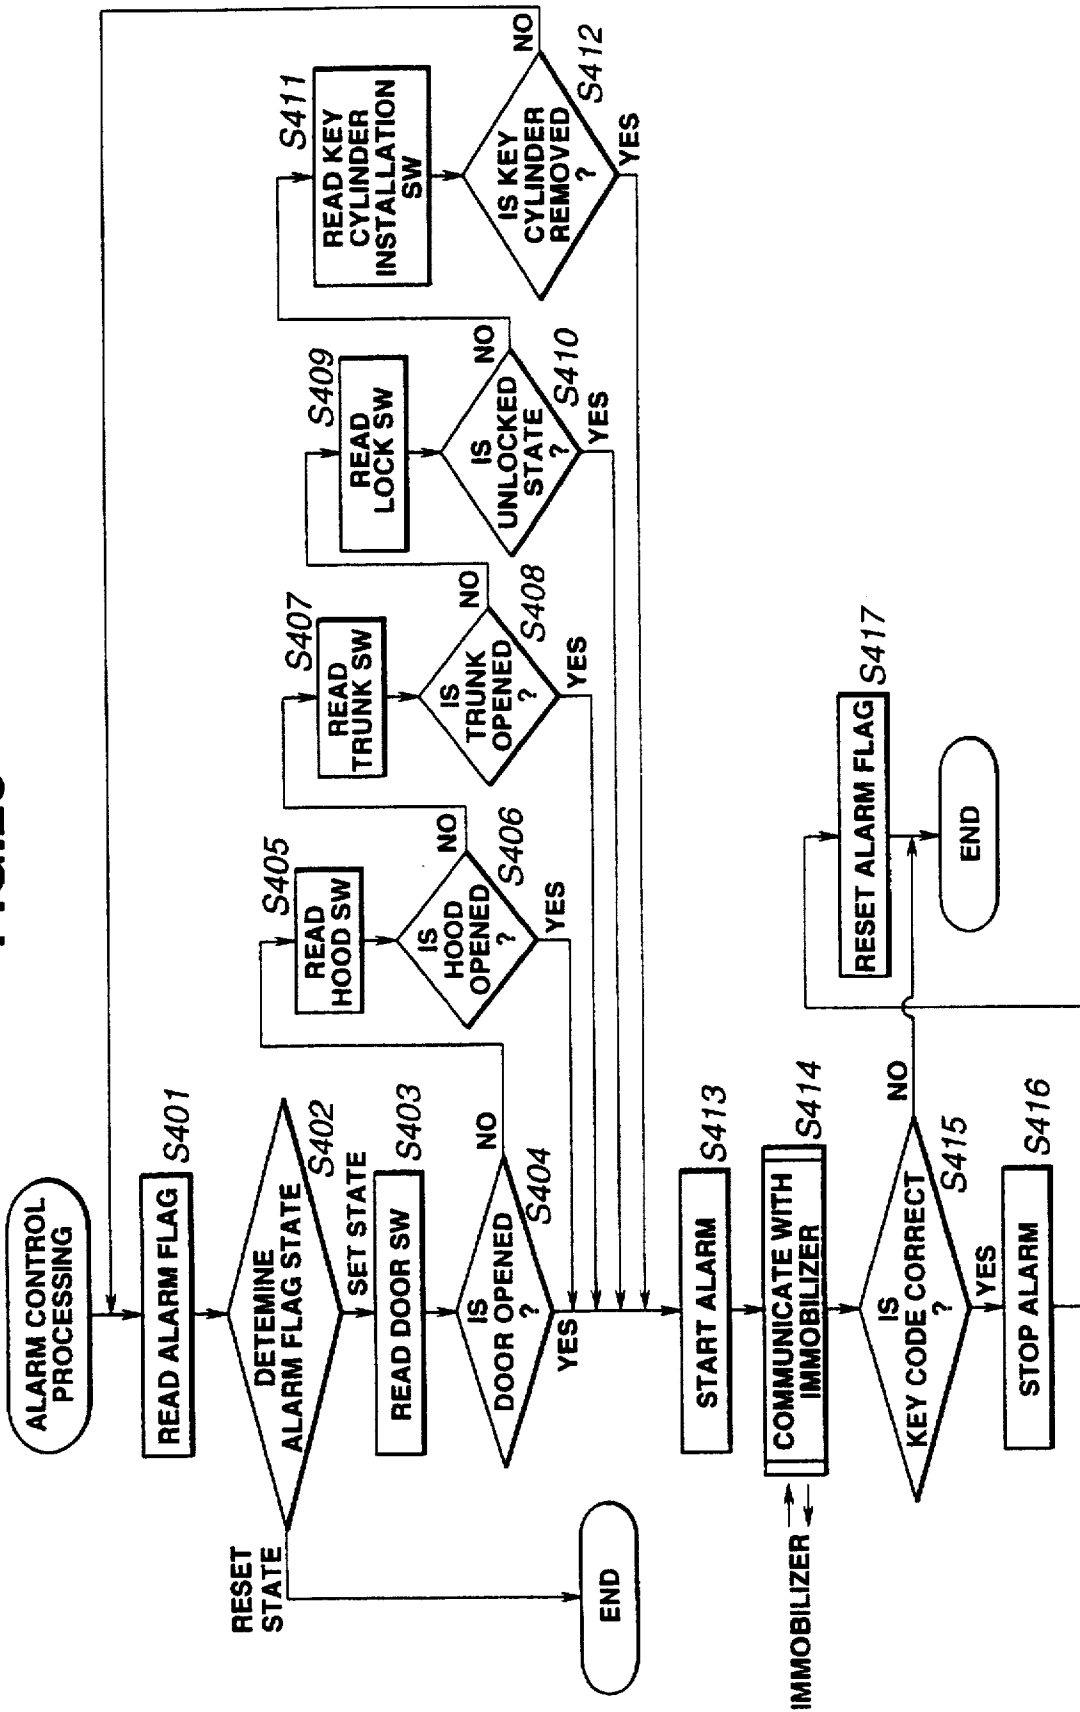 ALARM CONTROL
PROCESSING
READ ALARM FLAG
S401
DETEMINE
ALARM FLAG STATE
S402
RESET
STATE
SET STATE
END
READ DOOR SW
S403
IS
DOOR OPENED
?
S404
NO
YES
READ
HOOD SW
S405
IS
HOOD
OPENED
?
S406
NO
YES
READ
TRUNK SW
S407
IS
TRUNK
OPENED
?
S408
NO
YES
READ
LOCK SW
S409
IS
UNLOCKED
STATE
?
S410
NO
YES
READ KEY
CYLINDER
INSTALLATION
SW
S411
IS KEY
CYLINDER
REMOVED
?
S412
NO
YES
START ALARM
S413
COMMUNICATE WITH
IMMOBILIZER
S414
IMMOBILIZER
IS
KEY CODE CORRECT
?
S415
NO
YES
STOP ALARM
S416
RESET ALARM FLAG
S417
END